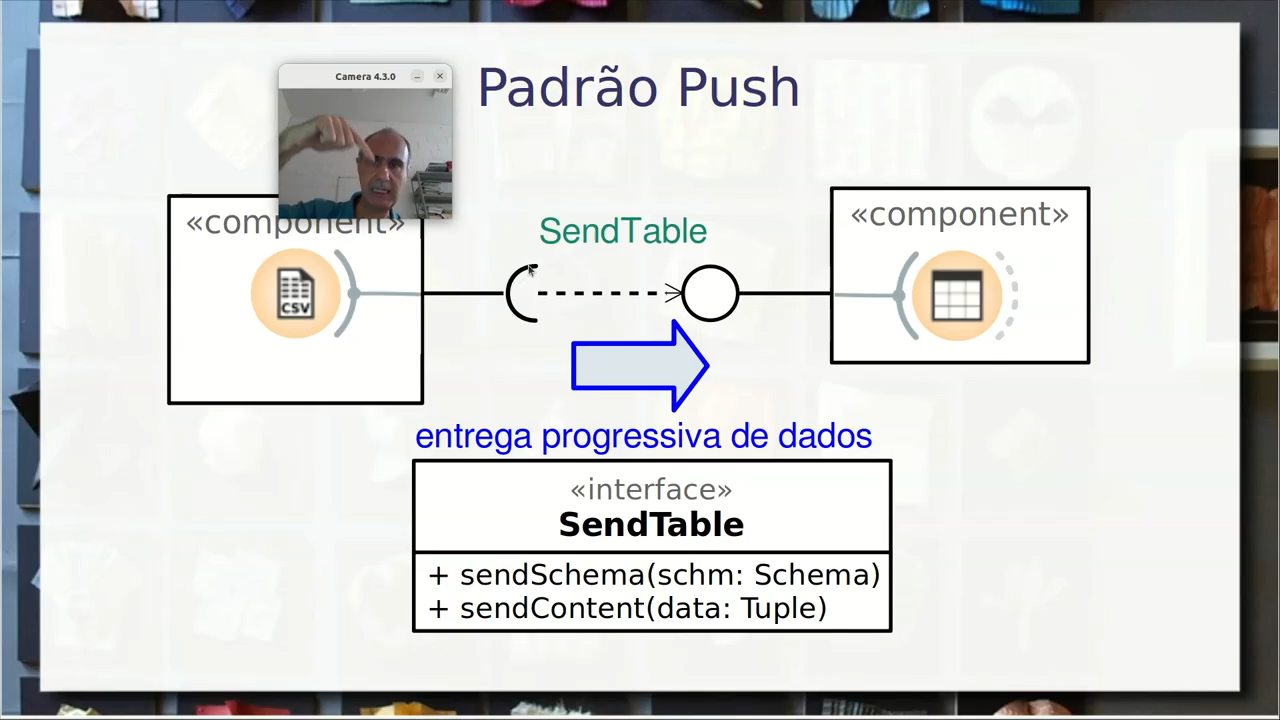 Camera 4.3.0
Padrão Push
«component»
«component»
SendTable
CSV
entrega progressiva de dados
«interface»
SendTable
+ sendSchema(schm: Schema)
+ sendContent(data: Tuple)